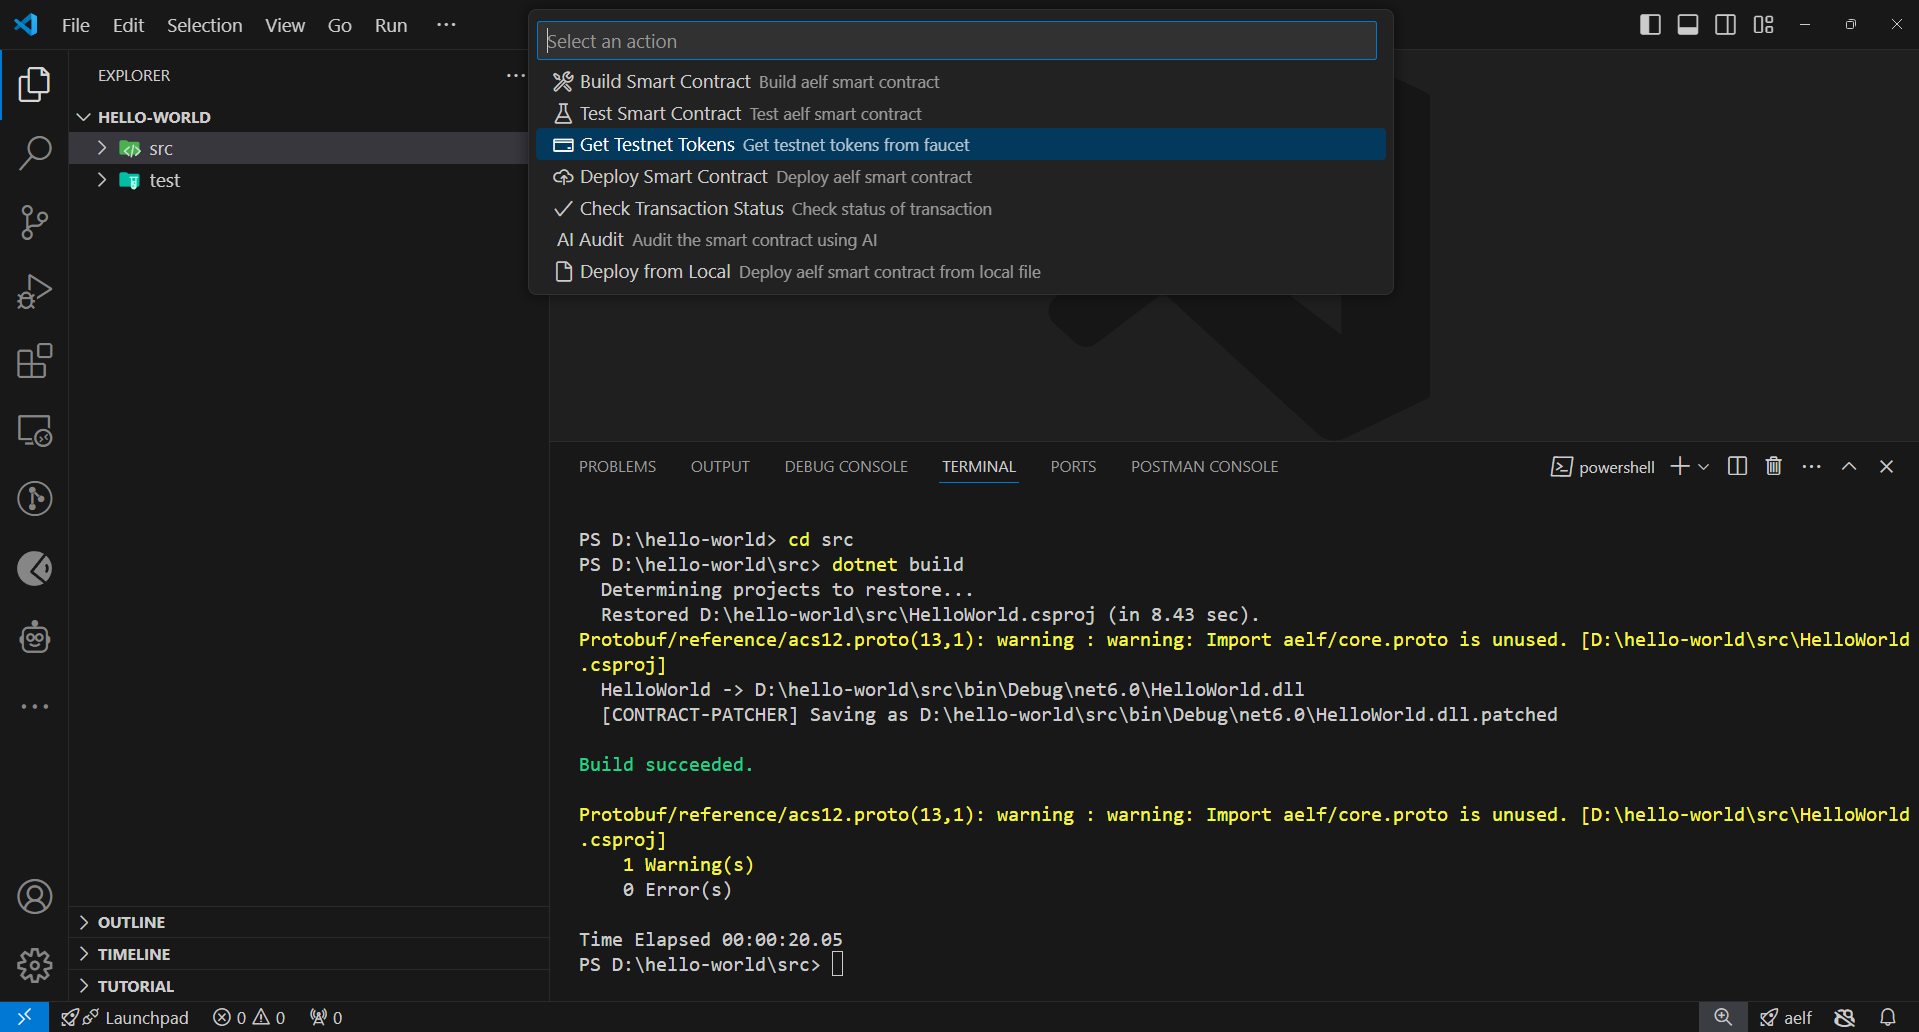 File Edit Selection View Go Run ···
Select an action
Build Smart Contract Build aelf smart contract
Test Smart Contract Test aelf smart contract
Get Testnet Tokens Get testnet tokens from faucet
Deploy Smart Contract Deploy aelf smart contract
Check Transaction Status Check status of transaction
AI Audit Audit the smart contract using AI
Deploy from Local Deploy aelf smart contract from local file
EXPLORER ···
HELLO-WORLD
src
test
OUTLINE
TIMELINE
TUTORIAL
PROBLEMS OUTPUT DEBUG CONSOLE TERMINAL PORTS POSTMAN CONSOLE powershell
PS D:\hello-world> cd src
PS D:\hello-world\src> dotnet build
Determining projects to restore...
Restored D:\hello-world\src\HelloWorld.csproj (in 8.43 sec).
Protobuf/reference/acs12.proto(13,1): warning : warning: Import aelf/core.proto is unused. [D:\hello-world\src\HelloWorld
.csproj]
HelloWorld -> D:\hello-world\src\bin\Debug\net6.0\HelloWorld.dll
[CONTRACT-PATCHER] Saving as D:\hello-world\src\bin\Debug\net6.0\HelloWorld.dll.patched
Build succeeded.
Protobuf/reference/acs12.proto(13,1): warning : warning: Import aelf/core.proto is unused. [D:\hello-world\src\HelloWorld
.csproj]
1 Warning(s)
0 Error(s)
Time Elapsed 00:00:20.05
PS D:\hello-world\src>
Launchpad 0 0 0 aelf